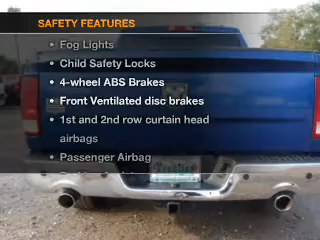 SAFETY FEATURES
Fog Lights
Child Safety Locks
4-wheel ABS Brakes
Front Ventilated disc brakes
1st and 2nd row curtain head
airbags
Passenger Airbag